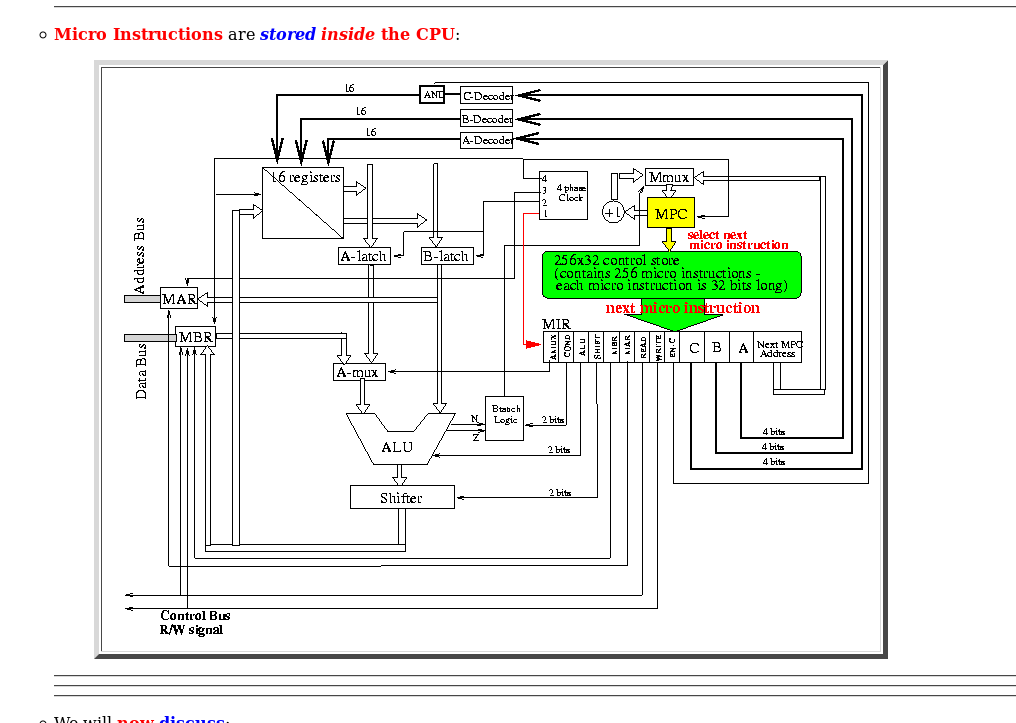 Micro Instructions are stored inside the CPU:
16
AND
C-Decoder
16
B-Decoder
16
A-Decoder
16 registers
4
3
2
1
4 phase
Clock
Mmux
+1
MPC
select next
micro instruction
Address Bus
A-latch
B-latch
256x32 control store
(contains 256 micro instructions -
each micro instruction is 32 bits long)
MAR
next micro instruction
MIR
MBR
Data Bus
AMUX
COND
ALU
SHIFT
MBR
MAR
READ
WRITE
EN-C
C
B
A
Next MPC
Address
A-mux
Branch
Logic
N
Z
2 bits
4 bits
ALU
2 bits
4 bits
4 bits
Shifter
2 bits
Control Bus
R/W signal
We will now discuss: